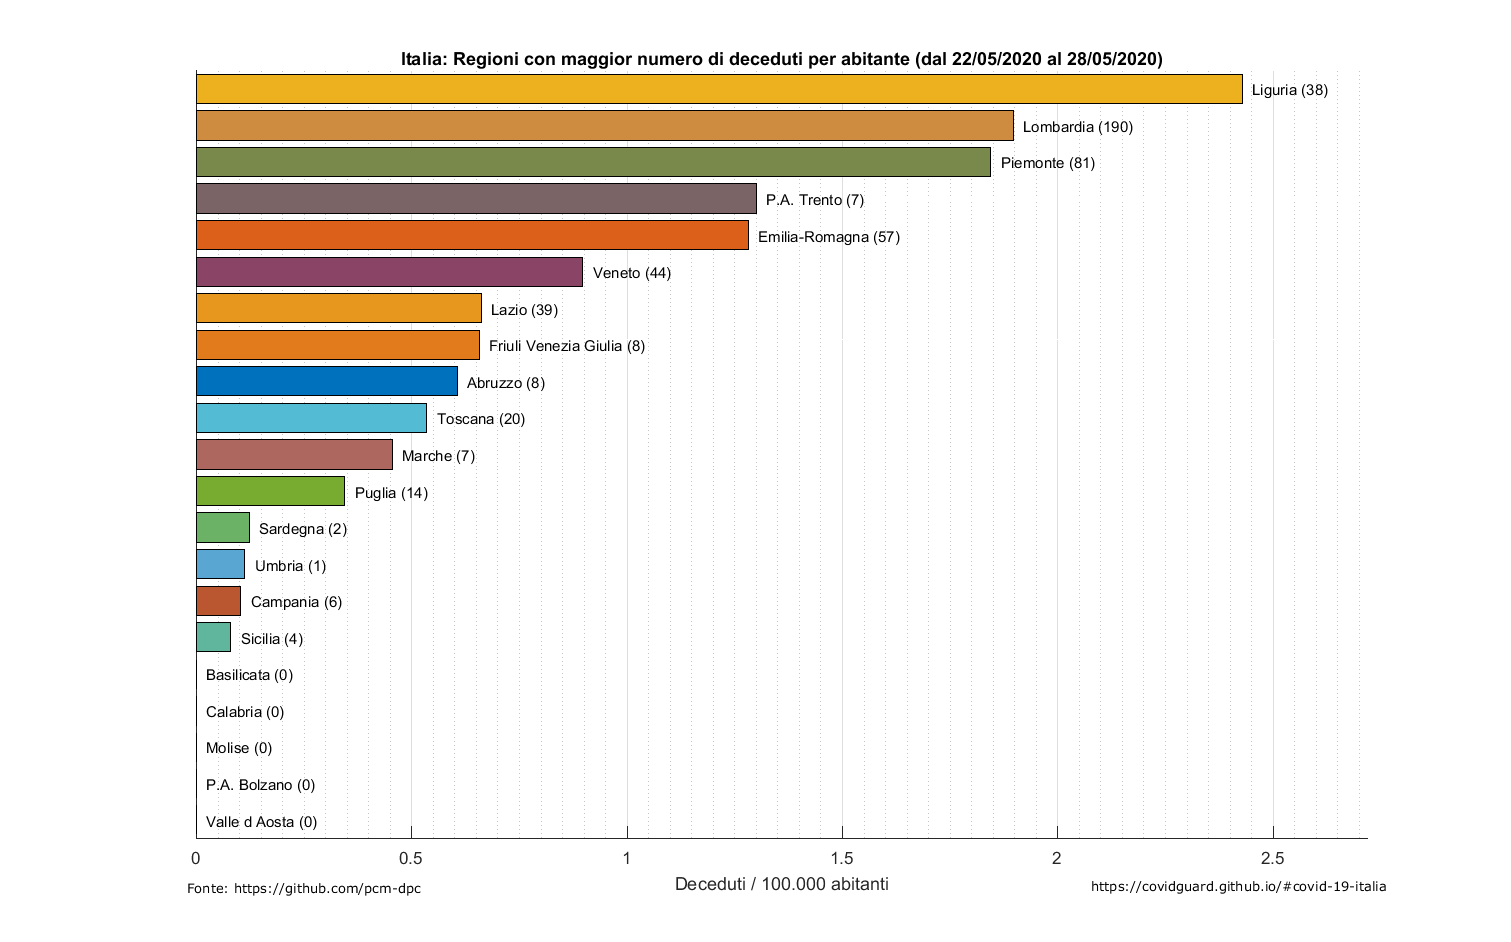 Italia: Regioni con maggior numero di deceduti per abitante (dal 22/05/2020 al 28/05/2020)
Liguria (38)
Lombardia (190)
Piemonte (81)
P.A. Trento (7)
Emilia-Romagna (57)
Veneto (44)
Lazio (39)
Friuli Venezia Giulia (8)
Abruzzo (8)
Toscana (20)
Marche (7)
Puglia (14)
Sardegna (2)
Umbria (1)
Campania (6)
Sicilia (4)
Basilicata (0)
Calabria (0)
Molise (0)
P.A. Bolzano (0)
Valle d Aosta (0)
0 0.5 1 1.5 2 2.5
Deceduti / 100.000 abitanti
Fonte: https://github.com/pcm-dpc
https://covidguard.github.io/#covid-19-italia